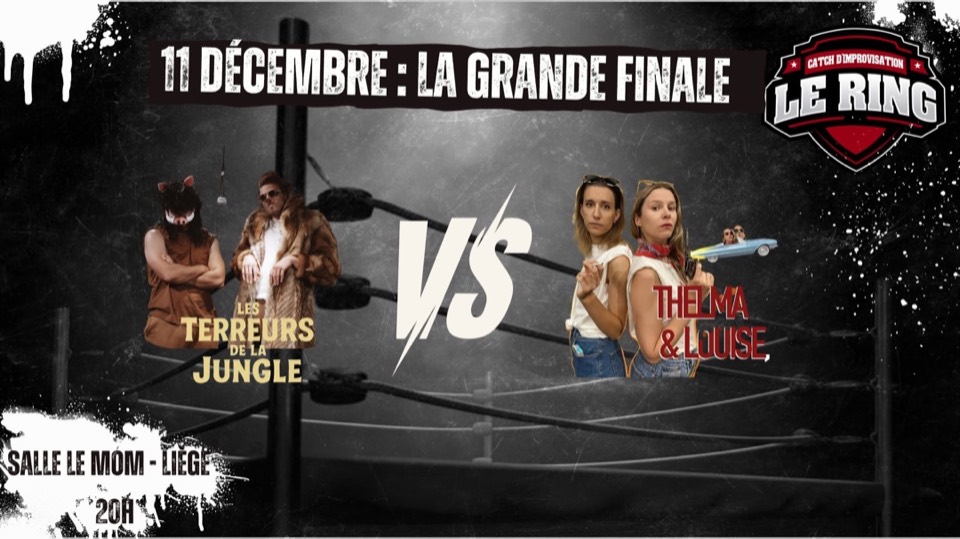 11 DÉCEMBRE : LA GRANDE FINALE
CATCH D'IMPROVISATION
LE RING
VS
LES
TERREURS
DE LA
JUNGLE
THELMA
& LOUISE,
SALLE LE MOM - LIÈGE
20H